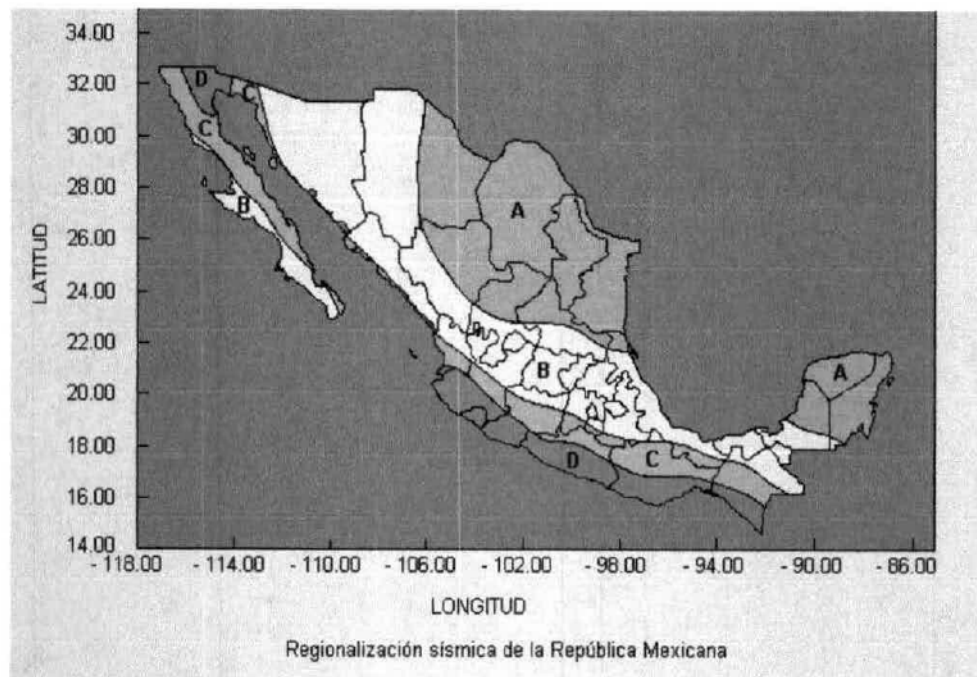 34.00
32.00
30.00
28.00
26.00
24.00
22.00
20.00
18.00
16.00
14.00
LATITUD
D
C
C
B
A
B
A
D
C
- 118.00 - 114.00 - 110.00 - 106.00 - 102.00 - 98.00 - 94.00 - 90.00 - 86.00
LONGITUD
Regionalización sísmica de la República Mexicana